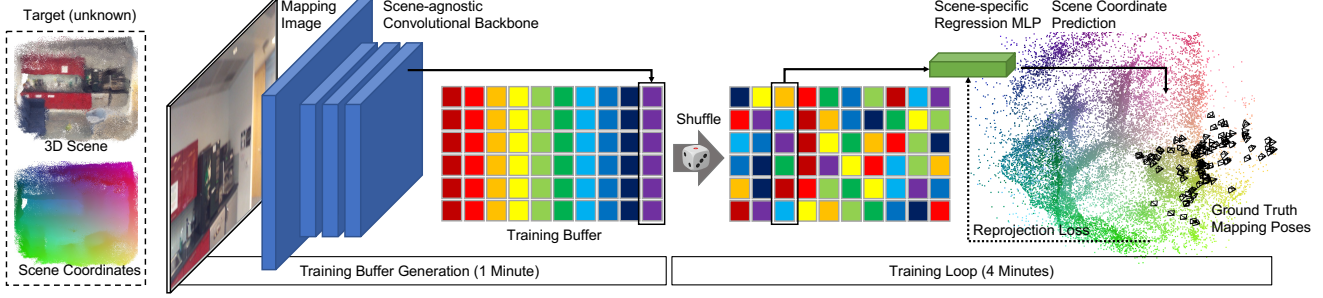 Target (unknown)
3D Scene
Scene Coordinates
Mapping
Image
Scene-agnostic
Convolutional Backbone
Training Buffer
Shuffle
Scene-specific
Regression MLP
Scene Coordinate
Prediction
Reprojection Loss
Ground Truth
Mapping Poses
Training Buffer Generation (1 Minute)
Training Loop (4 Minutes)